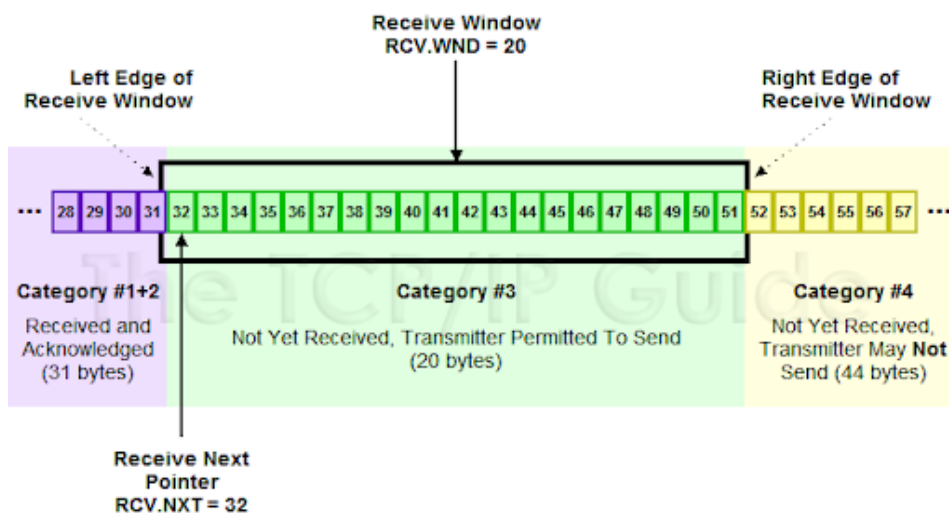 Receive Window
RCV.WND = 20
Left Edge of
Receive Window
Right Edge of
Receive Window
... 28 29 30 31 32 33 34 35 36 37 38 39 40 41 42 43 44 45 46 47 48 49 50 51 52 53 54 55 56 57 ...
The TCP/IP Guide
Category #1+2
Received and
Acknowledged
(31 bytes)
Category #3
Not Yet Received, Transmitter Permitted To Send
(20 bytes)
Category #4
Not Yet Received,
Transmitter May Not
Send (44 bytes)
Receive Next
Pointer
RCV.NXT = 32